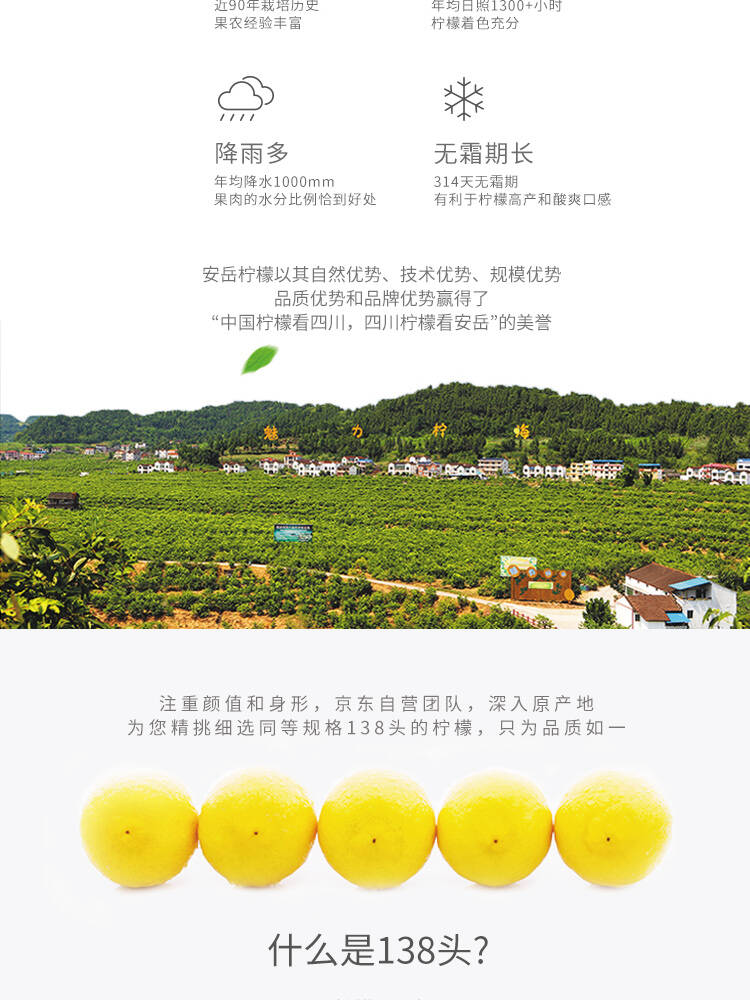 近90年栽培历史
果农经验丰富
年均日照1300+小时
柠檬着色充分
降雨多
年均降水1000mm
果肉的水分比例恰到好处
无霜期长
314天无霜期
有利于柠檬高产和酸爽口感
安岳柠檬以其自然优势、技术优势、规模优势
品质优势和品牌优势赢得了
“中国柠檬看四川，四川柠檬看安岳”的美誉
魅力柠海
注重颜值和身形，京东自营团队，深入原产地
为您精挑细选同等规格138头的柠檬，只为品质如一
什么是138头?